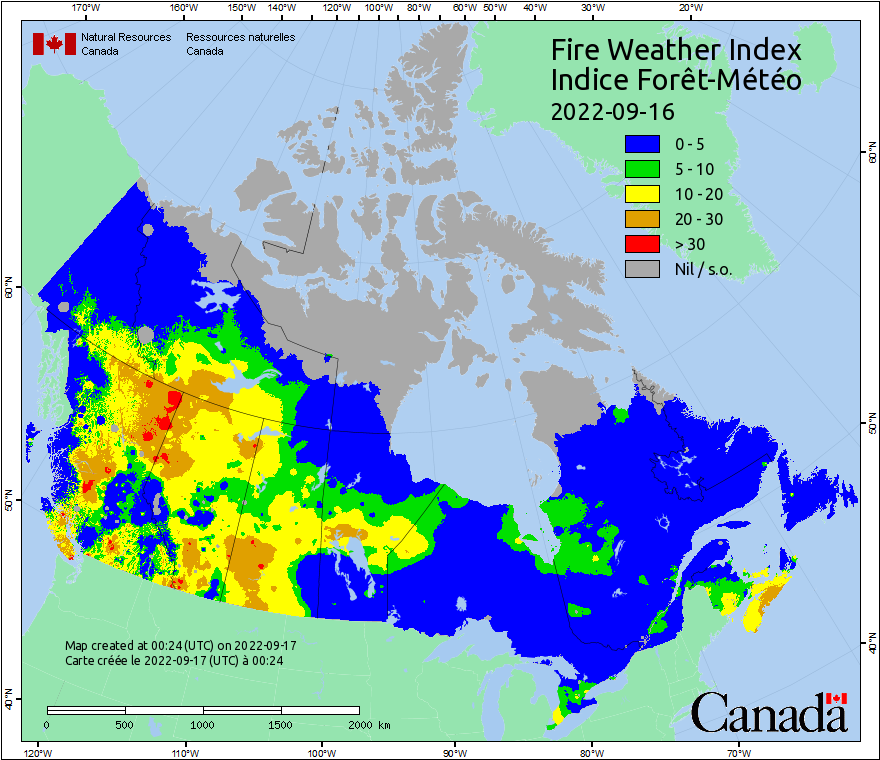 170°W 160°W 150°W 140°W 130°W 120°W 110°W 100°W 90°W 80°W 70°W 60°W 50°W 40°W 30°W 20°W
Natural Resources Canada
Ressources naturelles Canada
Fire Weather Index
Indice Forêt-Météo
2022-09-16
0 - 5
5 - 10
10 - 20
20 - 30
> 30
Nil / s.o.
60°N
50°N
40°N
60°N
50°N
40°N
Map created at 00:24 (UTC) on 2022-09-17
Carte créée le 2022-09-17 (UTC) à 00:24
0 500 1000 1500 2000 km
Canada
120°W 110°W 100°W 90°W 80°W 70°W